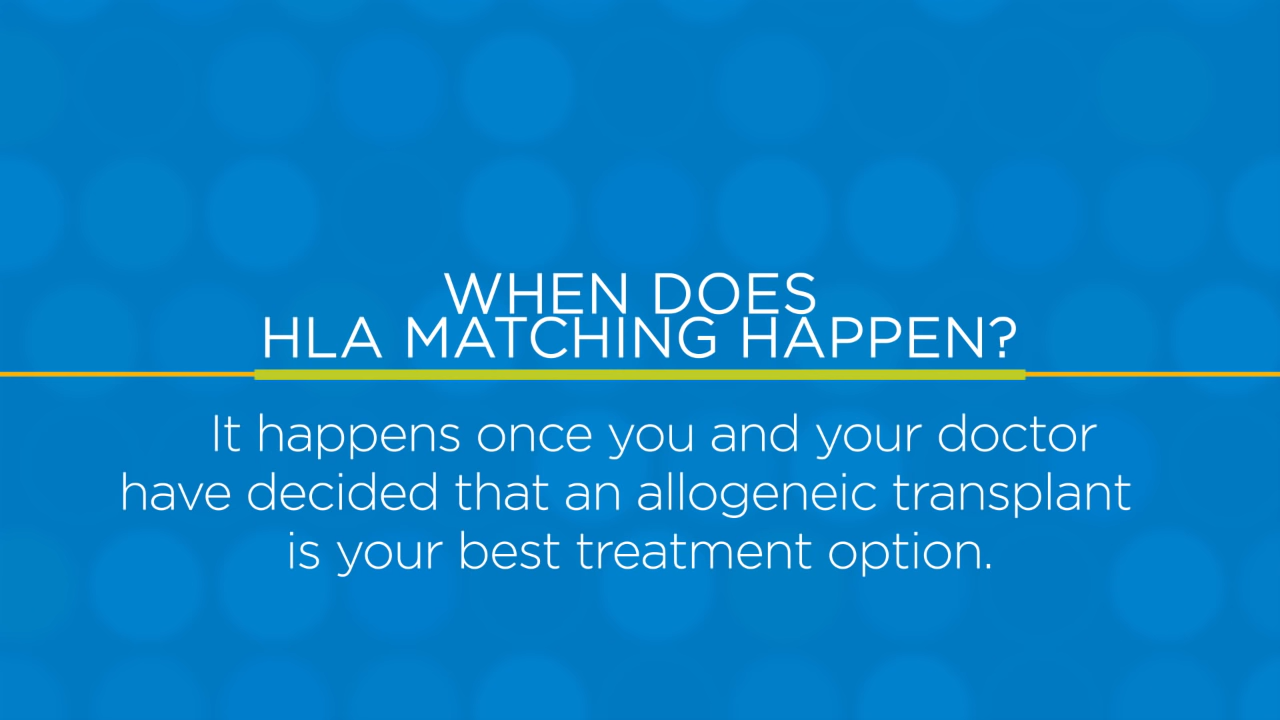 WHEN DOES
HLA MATCHING HAPPEN?
It happens once you and your doctor
have decided that an allogeneic transplant
is your best treatment option.